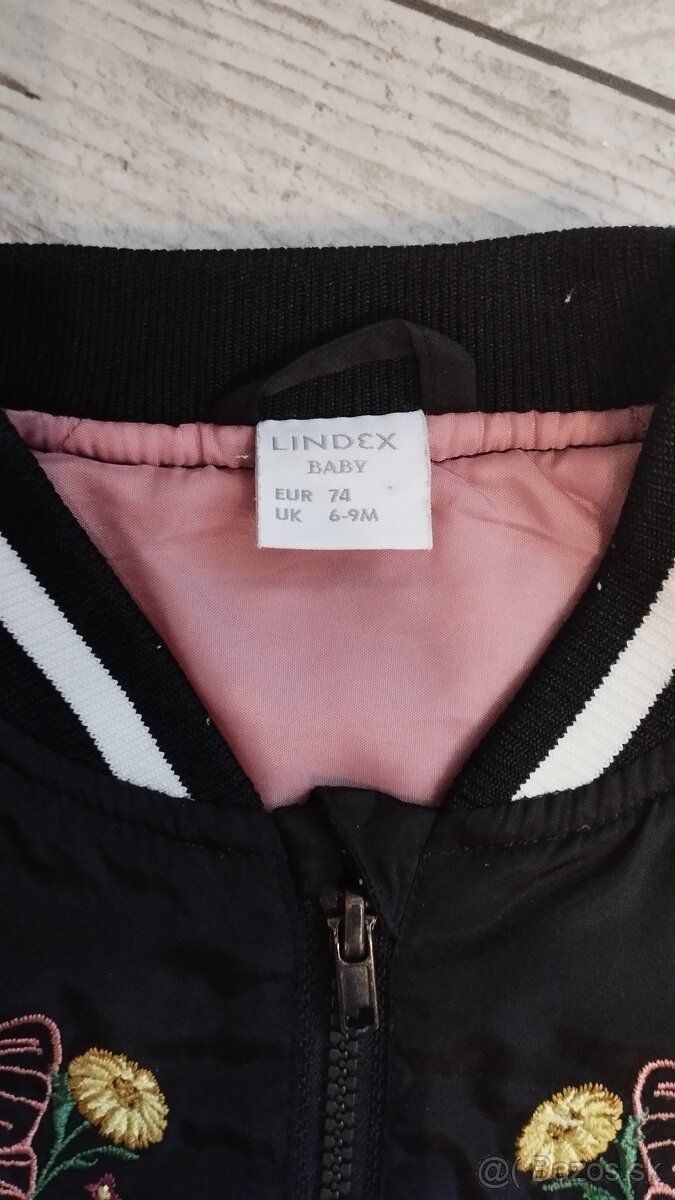 LINDEX
BABY
EUR 74
UK 6-9M
@( Bazos.sk